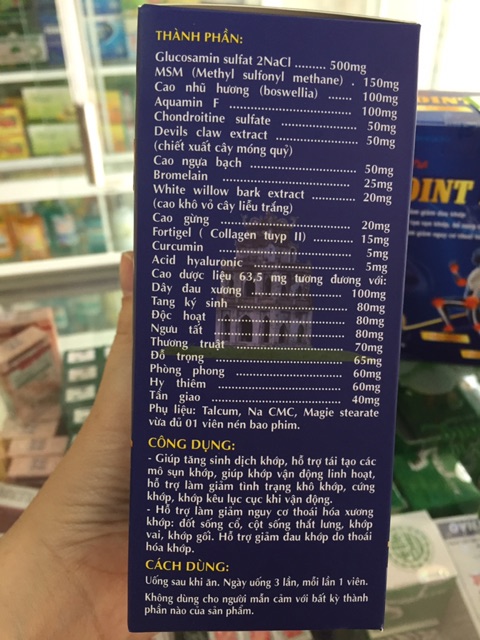 THÀNH PHẦN:
Glucosamin sulfat 2NaCl ......... 500mg
MSM (Methyl sulfonyl methane) . 150mg
Cao nhũ hương (boswellia) ....... 100mg
Aquamin F ............................ 100mg
Chondroitine sulfate ............... 50mg
Devils claw extract .................. 50mg
(chiết xuất cây móng quỷ)
Cao ngựa bạch ........................ 50mg
Bromelain ............................. 25mg
White willow bark extract ........... 20mg
(cao khô vỏ cây liễu trắng)
Cao gừng ............................... 20mg
Fortigel ( Collagen tuyp II) ........... 15mg
Curcumin ................................ 5mg
Acid hyaluronic ........................ 5mg
Cao dược liệu 63,5 mg tương đương với:
Dây đau xương ..................... 100mg
Tang ký sinh .......................... 80mg
Độc hoạt ............................... 80mg
Ngưu tất ................................ 80mg
Thương truật .......................... 70mg
Đỗ trọng ................................ 65mg
Phòng phong .......................... 60mg
Hy thiêm ................................ 60mg
Tần giao ................................. 40mg
Phụ liệu: Talcum, Na CMC, Magie stearate
vừa đủ 01 viên nén bao phim.
CÔNG DỤNG:
- Giúp tăng sinh dịch khớp, hỗ trợ tái tạo các
mô sụn khớp, giúp khớp vận động linh hoạt,
hỗ trợ làm giảm tình trạng khô khớp, cứng
khớp, khớp kêu lục cục khi vận động.
- Hỗ trợ làm giảm nguy cơ thoái hóa xương
khớp: đốt sống cổ, cột sống thắt lưng, khớp
vai, khớp gối. Hỗ trợ giảm đau khớp do thoái
hóa khớp.
CÁCH DÙNG:
Uống sau khi ăn. Ngày uống 3 lần, mỗi lần 1 viên.
Không dùng cho người mẫn cảm với bất kỳ thành
phần nào của sản phẩm.